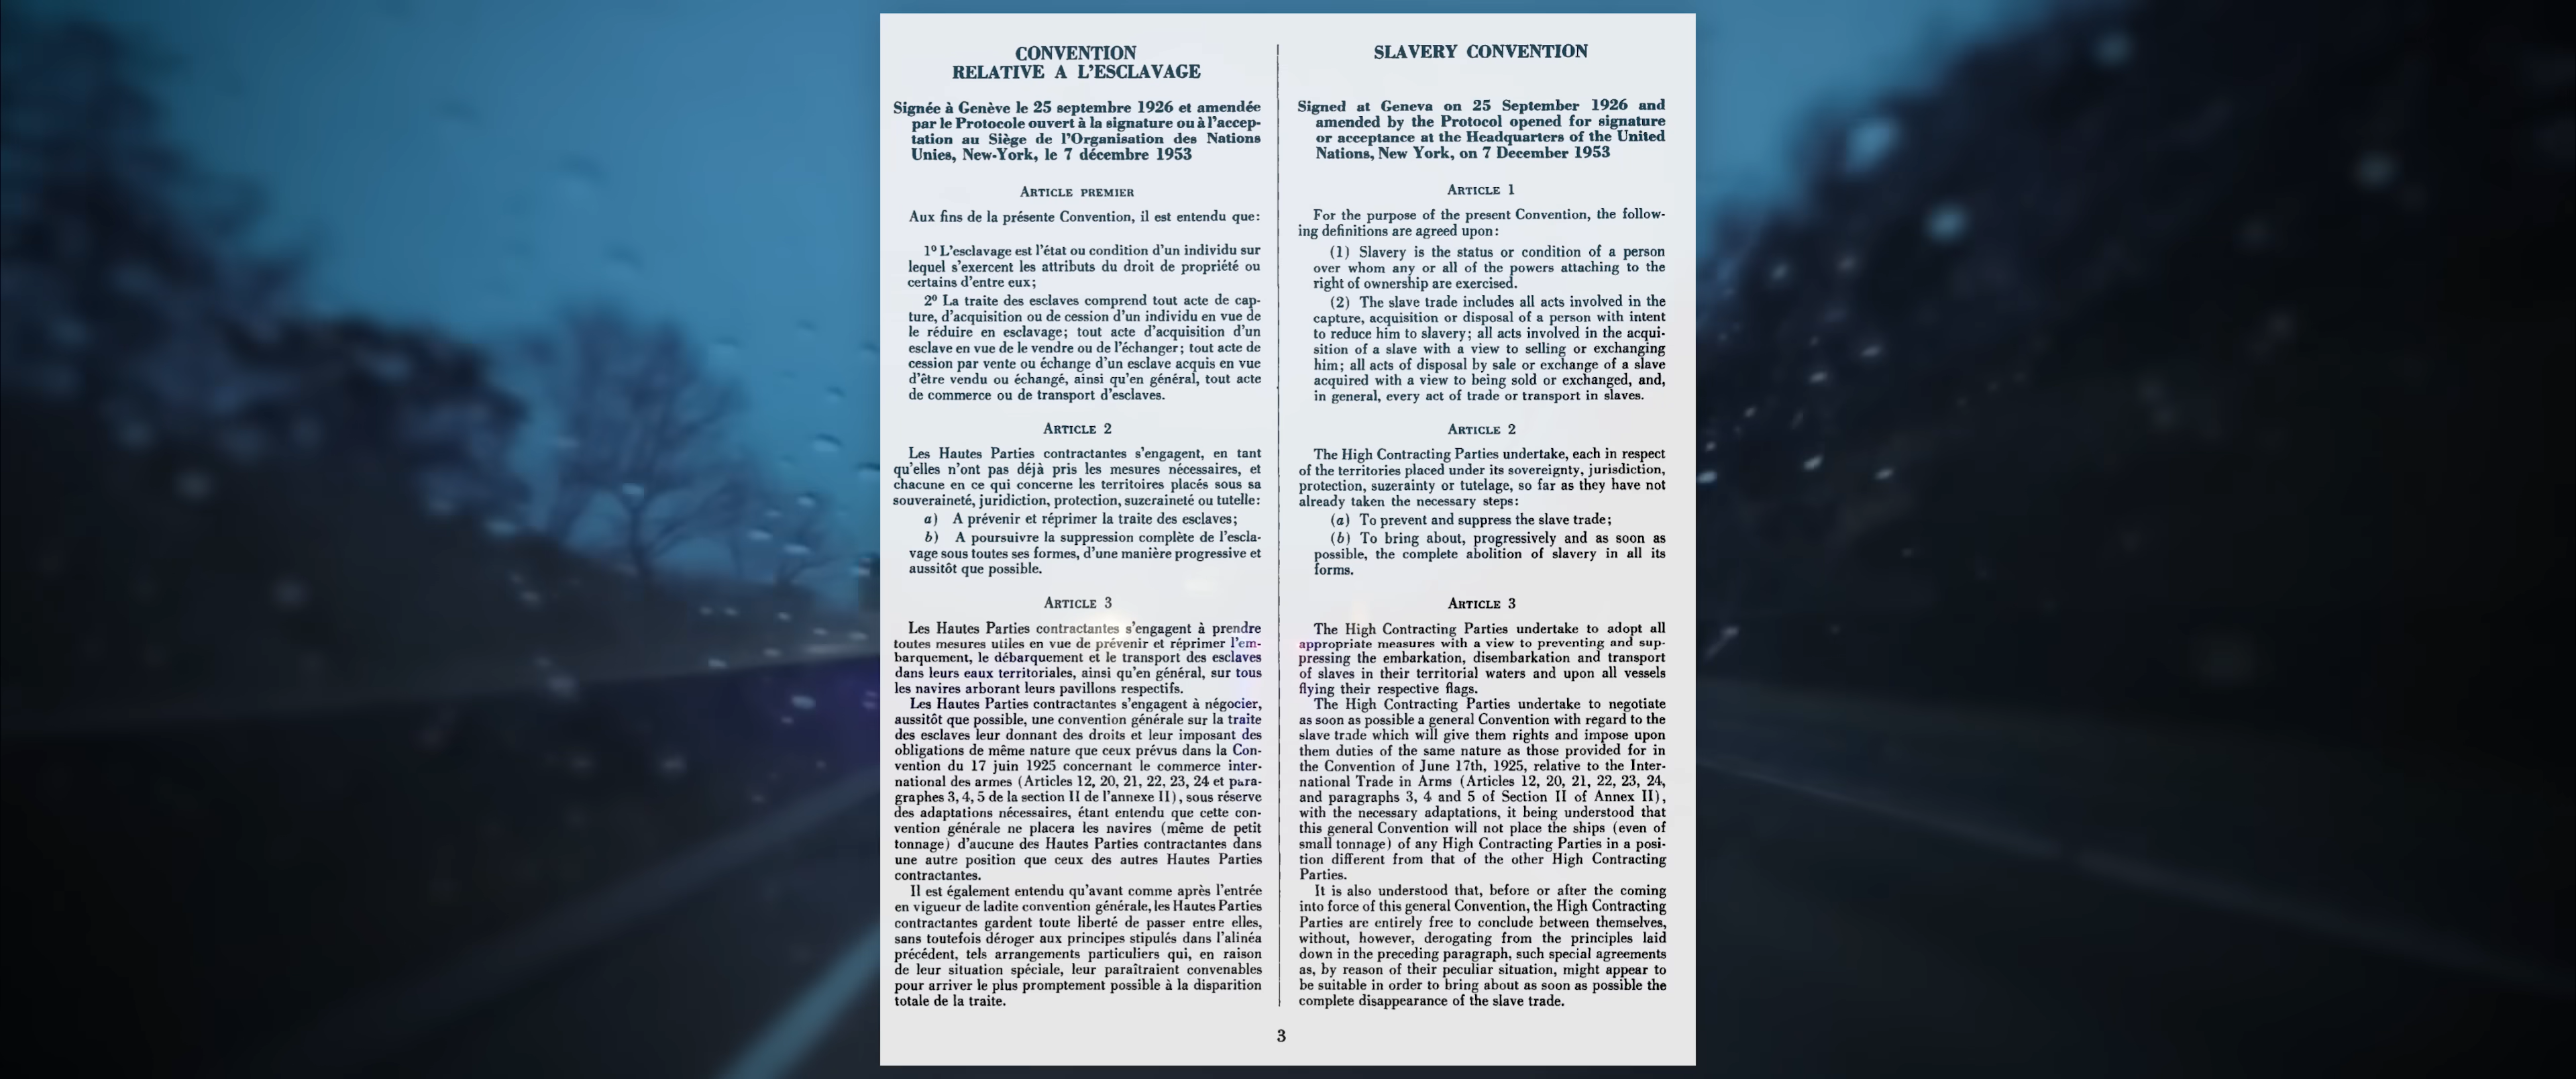 CONVENTION
RELATIVE A L'ESCLAVAGE
Signée à Genève le 25 septembre 1926 et amendée
par le Protocole ouvert à la signature ou à l'accep-
tation au Siège de l'Organisation des Nations
Unies, New-York, le 7 décembre 1953
ARTICLE PREMIER
Aux fins de la présente Convention, il est entendu que:
1º L'esclavage est l'état ou condition d'un individu sur
lequel s'exercent les attributs du droit de propriété ou
certains d'entre eux;
2º La traite des esclaves comprend tout acte de cap-
ture, d'acquisition ou de cession d'un individu en vue de
le réduire en esclavage; tout acte d'acquisition d'un
esclave en vue de le vendre ou de l'échanger; tout acte de
cession par vente ou échange d'un esclave acquis en vue
d'être vendu ou échangé, ainsi qu'en général, tout acte
de commerce ou de transport d'esclaves.
ARTICLE 2
Les Hautes Parties contractantes s'engagent, en tant
qu'elles n'ont pas déjà pris les mesures nécessaires, et
chacune en ce qui concerne les territoires placés sous sa
souveraineté, juridiction, protection, suzeraineté ou tutelle:
a) A prévenir et réprimer la traite des esclaves;
b) A poursuivre la suppression complète de l'escla-
vage sous toutes ses formes, d'une manière progressive et
aussitôt que possible.
ARTICLE 3
Les Hautes Parties contractantes s'engagent à prendre
toutes mesures utiles en vue de prévenir et réprimer l'em-
barquement, le débarquement et le transport des esclaves
dans leurs eaux territoriales, ainsi qu'en général, sur tous
les navires arborant leurs pavillons respectifs.
Les Hautes Parties contractantes s'engagent à négocier,
aussitôt que possible, une convention générale sur la traite
des esclaves leur donnant des droits et leur imposant des
obligations de même nature que ceux prévus dans la Con-
vention du 17 juin 1925 concernant le commerce inter-
national des armes (Articles 12, 20, 21, 22, 23, 24 et para-
graphes 3, 4, 5 de la section II de l'annexe II), sous réserve
des adaptations nécessaires, étant entendu que cette con-
vention générale ne placera les navires (même de petit
tonnage) d'aucune des Hautes Parties contractantes dans
une autre position que ceux des autres Hautes Parties
contractantes.
Il est également entendu qu'avant comme après l'entrée
en vigueur de ladite convention générale, les Hautes Parties
contractantes gardent toute liberté de passer entre elles,
sans toutefois déroger aux principes stipulés dans l'alinéa
précédent, tels arrangements particuliers qui, en raison
de leur situation spéciale, leur paraîtraient convenables
pour arriver le plus promptement possible à la disparition
totale de la traite.
SLAVERY CONVENTION
Signed at Geneva on 25 September 1926 and
amended by the Protocol opened for signature
or acceptance at the Headquarters of the United
Nations, New York, on 7 December 1953
ARTICLE 1
For the purpose of the present Convention, the follow-
ing definitions are agreed upon:
(1) Slavery is the status or condition of a person
over whom any or all of the powers attaching to the
right of ownership are exercised.
(2) The slave trade includes all acts involved in the
capture, acquisition or disposal of a person with intent
to reduce him to slavery; all acts involved in the acqui-
sition of a slave with a view to selling or exchanging
him; all acts of disposal by sale or exchange of a slave
acquired with a view to being sold or exchanged, and,
in general, every act of trade or transport in slaves.
ARTICLE 2
The High Contracting Parties undertake, each in respect
of the territories placed under its sovereignty, jurisdiction,
protection, suzerainty or tutelage, so far as they have not
already taken the necessary steps:
(a) To prevent and suppress the slave trade;
(b) To bring about, progressively and as soon as
possible, the complete abolition of slavery in all its
forms.
ARTICLE 3
The High Contracting Parties undertake to adopt all
appropriate measures with a view to preventing and sup-
pressing the embarkation, disembarkation and transport
of slaves in their territorial waters and upon all vessels
flying their respective flags.
The High Contracting Parties undertake to negotiate
as soon as possible a general Convention with regard to the
slave trade which will give them rights and impose upon
them duties of the same nature as those provided for in
the Convention of June 17th, 1925, relative to the Inter-
national Trade in Arms (Articles 12, 20, 21, 22, 23, 24,
and paragraphs 3, 4 and 5 of Section II of Annex II),
with the necessary adaptations, it being understood that
this general Convention will not place the ships (even of
small tonnage) of any High Contracting Parties in a posi-
tion different from that of the other High Contracting
Parties.
It is also understood that, before or after the coming
into force of this general Convention, the High Contracting
Parties are entirely free to conclude between themselves,
without, however, derogating from the principles laid
down in the preceding paragraph, such special agreements
as, by reason of their peculiar situation, might appear to
be suitable in order to bring about as soon as possible the
complete disappearance of the slave trade.
3